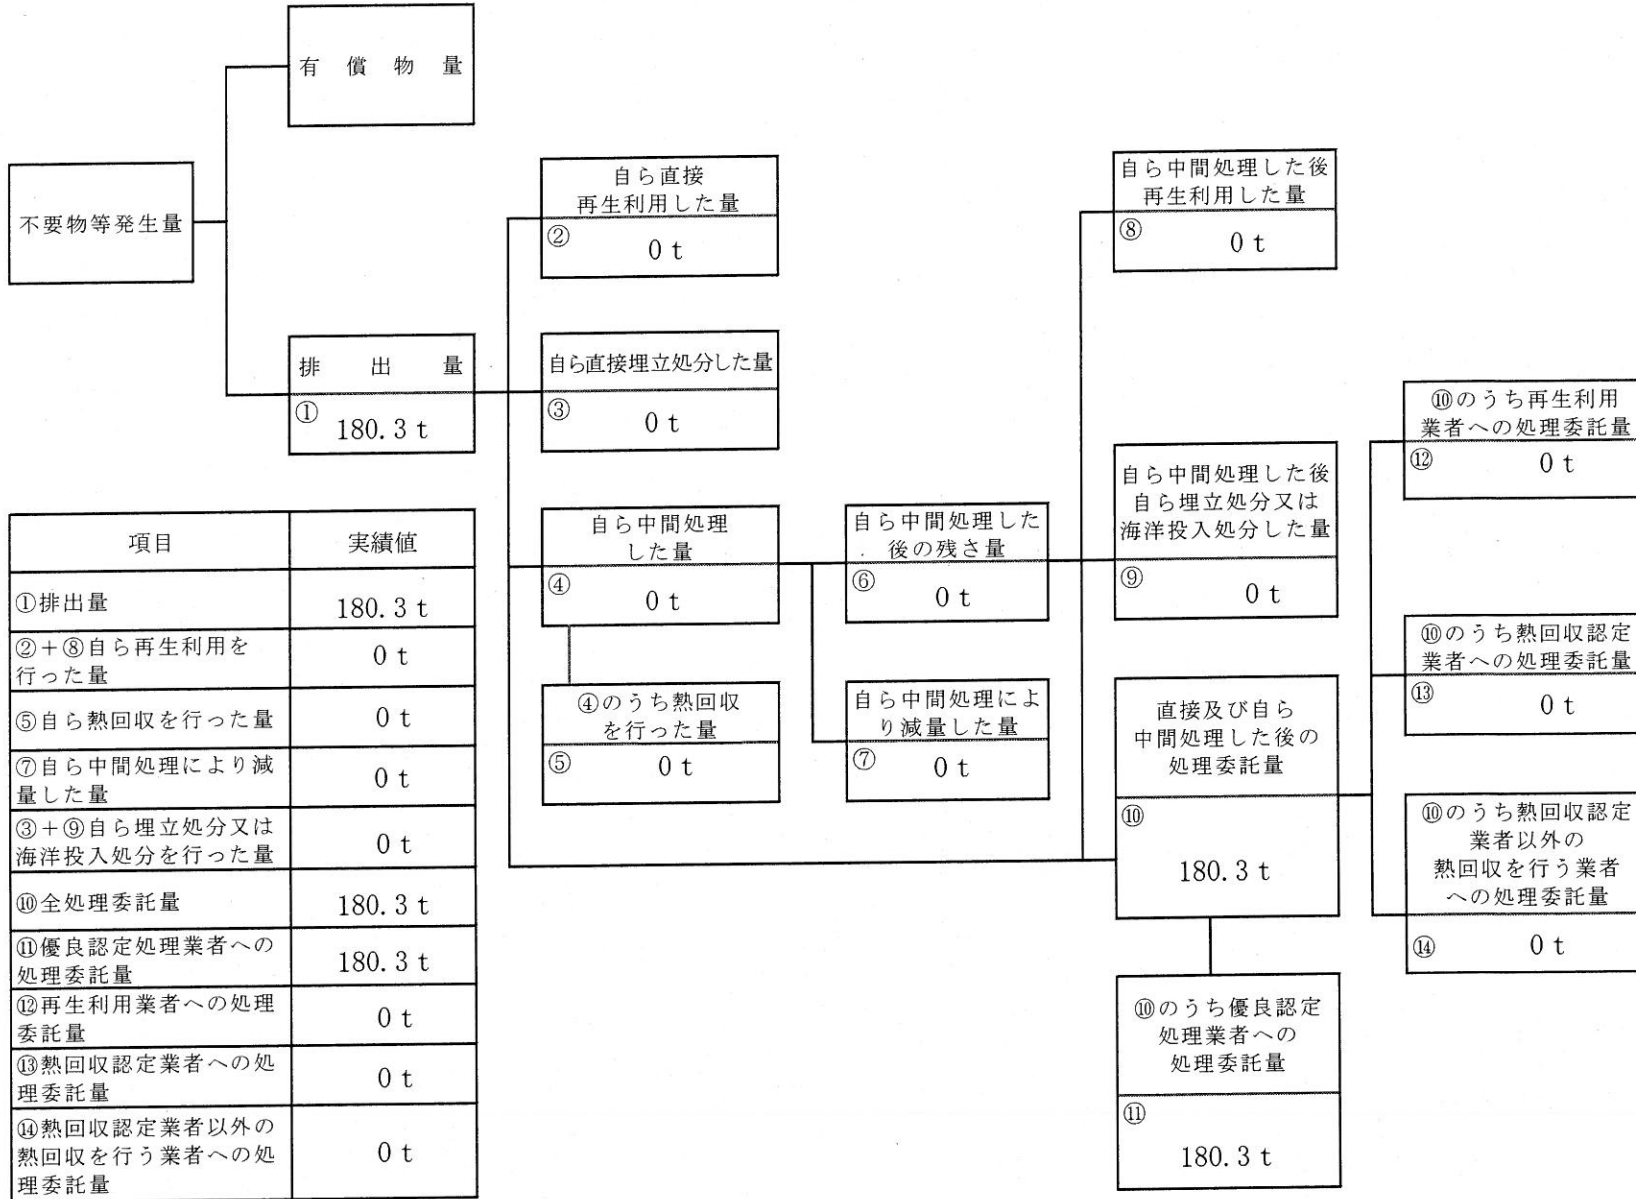 有償物量
不要物等発生量
排出量
①
180.3 t
自ら直接
再生利用した量
②
0 t
自ら直接埋立処分した量
③
0 t
自ら中間処理
した量
④
0 t
④のうち熱回収
を行った量
⑤
0 t
自ら中間処理した
後の残さ量
⑥
0 t
自ら中間処理によ
り減量した量
⑦
0 t
自ら中間処理した後
再生利用した量
⑧
0 t
自ら中間処理した後
自ら埋立処分又は
海洋投入処分した量
⑨
0 t
直接及び自ら
中間処理した後の
処理委託量
⑩
180.3 t
⑩のうち優良認定
処理業者への
処理委託量
⑪
180.3 t
⑩のうち再生利用
業者への処理委託量
⑫
0 t
⑩のうち熱回収認定
業者への処理委託量
⑬
0 t
⑩のうち熱回収認定
業者以外の
熱回収を行う業者
への処理委託量
⑭
0 t
項目 実績値
①排出量 180.3 t
②+⑧自ら再生利用を
行った量 0 t
⑤自ら熱回収を行った量 0 t
⑦自ら中間処理により減
量した量 0 t
③+⑨自ら埋立処分又は
海洋投入処分を行った量 0 t
⑩全処理委託量 180.3 t
⑪優良認定処理業者への
処理委託量 180.3 t
⑫再生利用業者への処理
委託量 0 t
⑬熱回収認定業者への処
理委託量 0 t
⑭熱回収認定業者以外の
熱回収を行う業者への処
理委託量 0 t